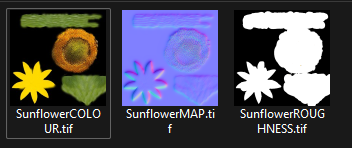 SunflowerCOLO
UR.tif
SunflowerMAP.ti
f
SunflowerROUG
HNESS.tif